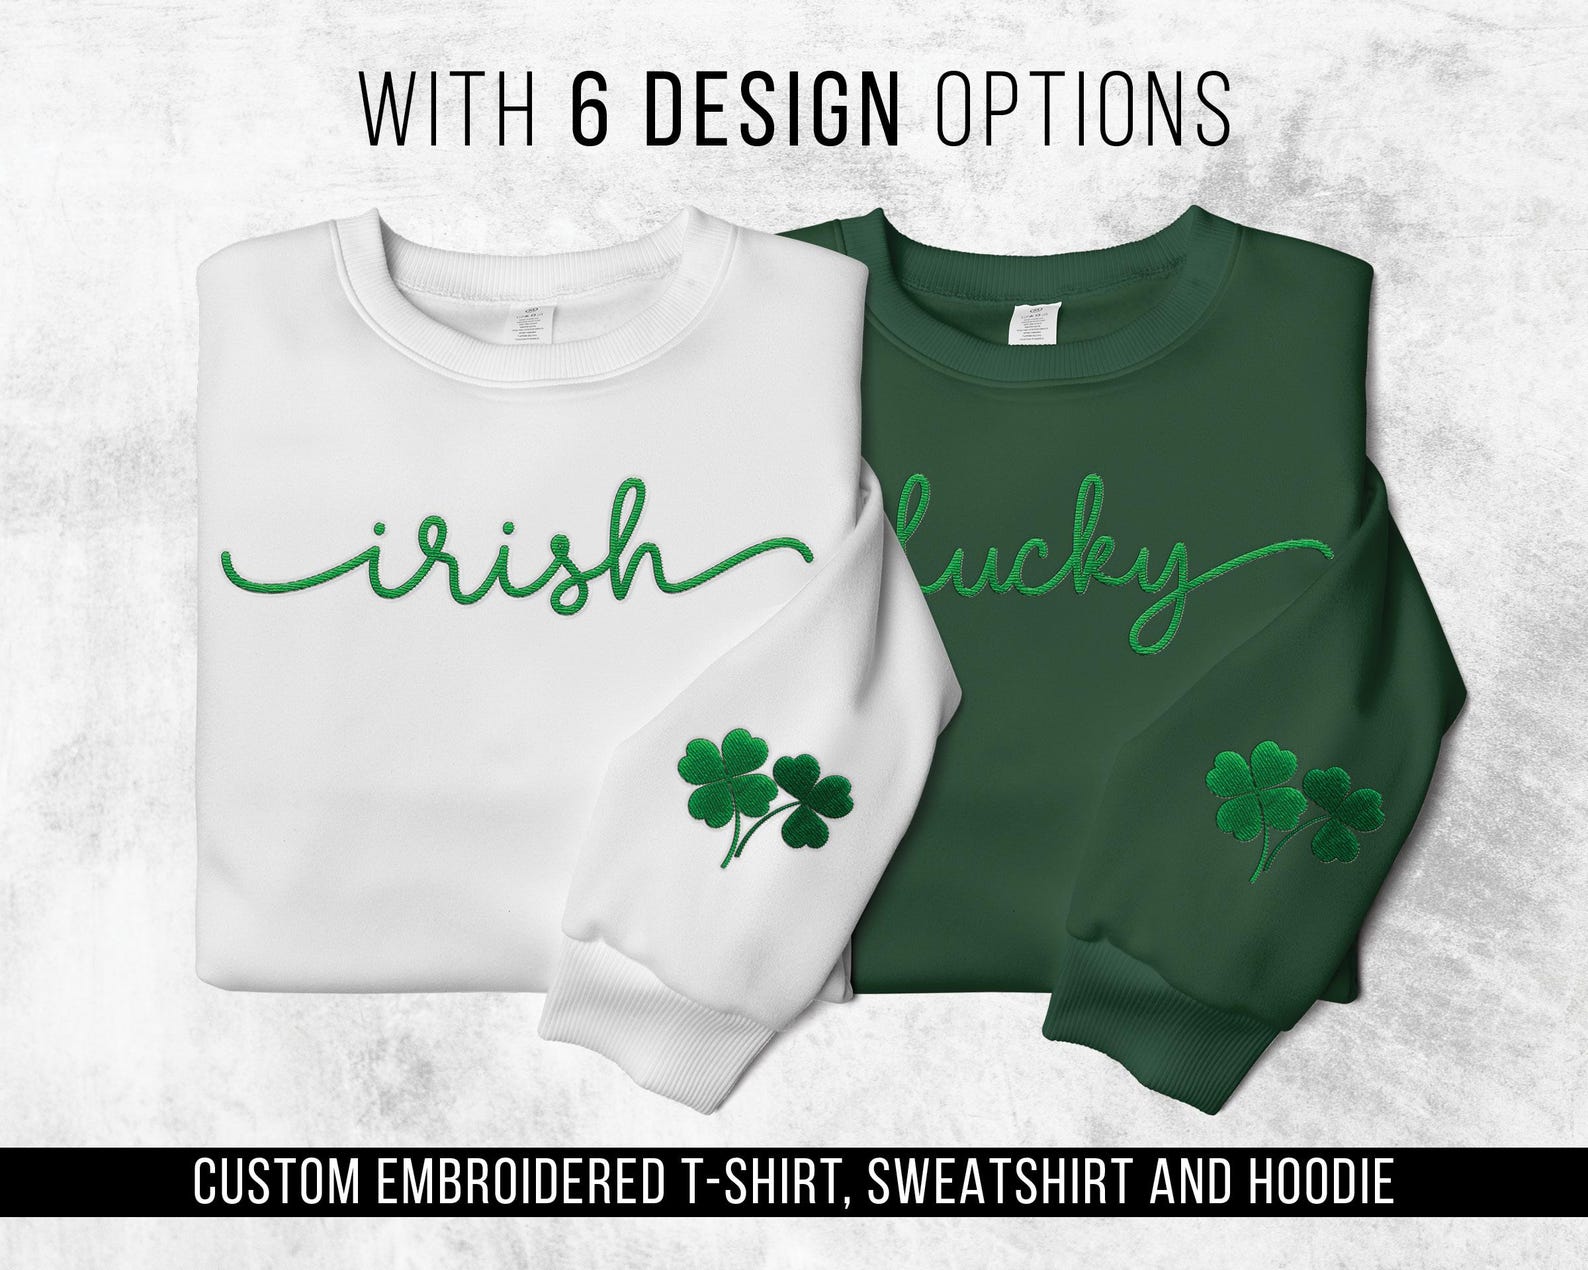 WITH 6 DESIGN OPTIONS
irish
lucky
CUSTOM EMBROIDERED T-SHIRT, SWEATSHIRT AND HOODIE